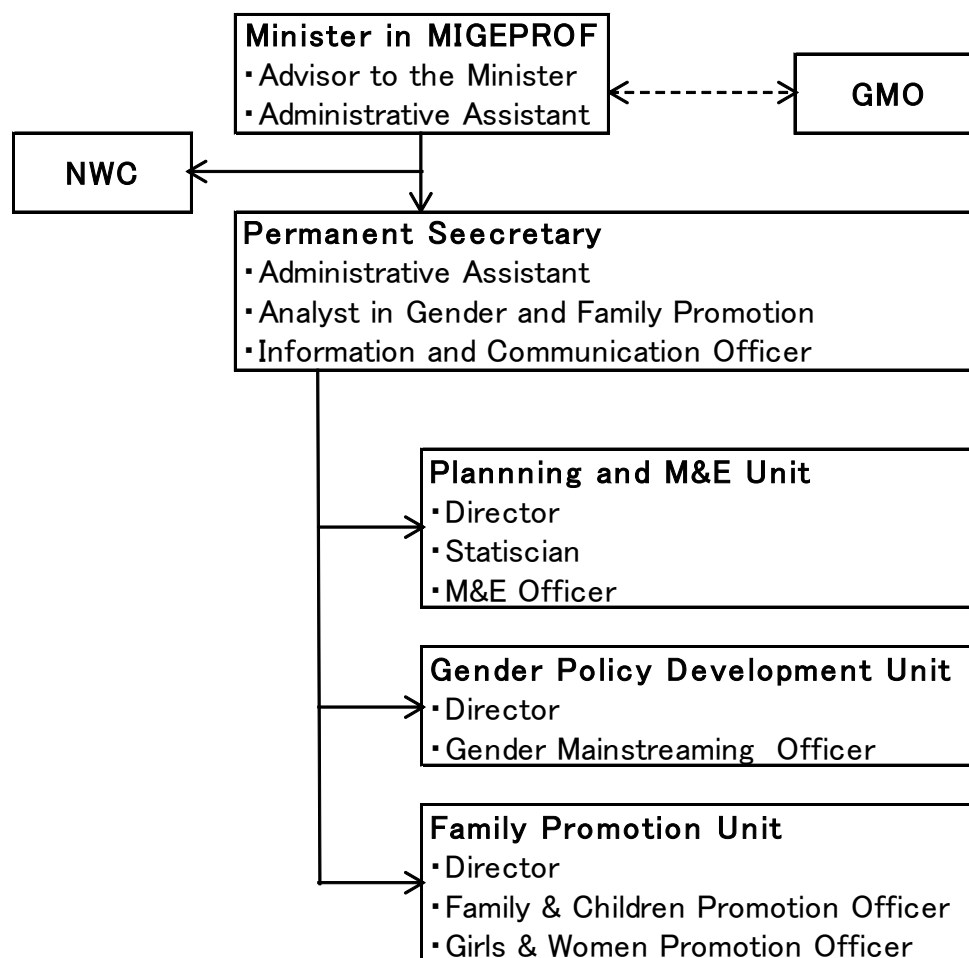 Minister in MIGEPROF
▪Advisor to the Minister
▪Administrative Assistant
GMO
NWC
Permanent Seecretary
▪Administrative Assistant
▪Analyst in Gender and Family Promotion
▪Information and Communication Officer
Plannning and M&E Unit
▪Director
▪Statiscian
▪M&E Officer
Gender Policy Development Unit
▪Director
▪Gender Mainstreaming  Officer
Family Promotion Unit
▪Director
▪Family & Children Promotion Officer
▪Girls & Women Promotion Officer